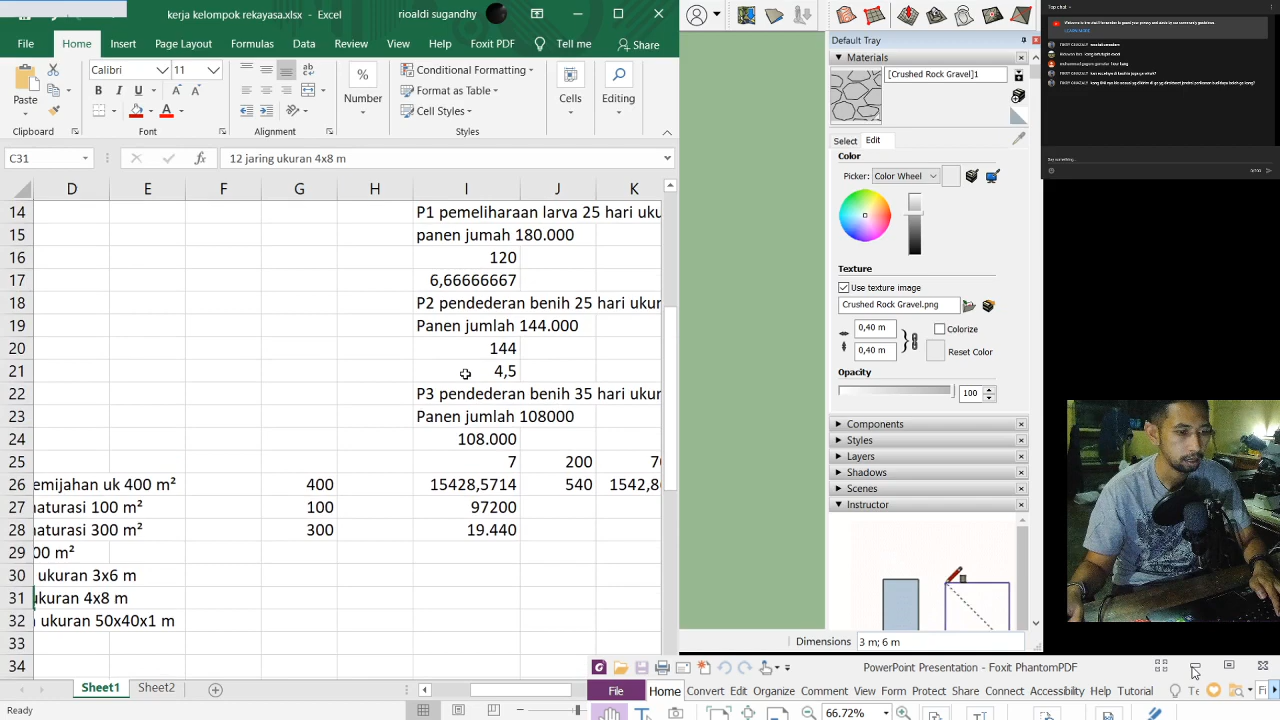 kerja kelompok rekayasa.xlsx - Excel
rioaldi sugandhy
File Home Insert Page Layout Formulas Data Review View Foxit PDF Tell me Share
Paste
Calibri 11
B I U
Number
Conditional Formatting
Format as Table
Cell Styles
Cells
Editing
Clipboard Font Alignment Styles
C31 12 jaring ukuran 4x8 m
D E F G H I J K
14 P1 pemeliharaan larva 25 hari uku
15 panen jumah 180.000
16 120
17 6,66666667
18 P2 pendederan benih 25 hari ukur
19 Panen jumlah 144.000
20 144
21 4,5
22 P3 pendederan benih 35 hari ukur
23 Panen jumlah 108000
24 108.000
25 7 200 70
26 emijahan uk 400 m² 400 15428,5714 540 1542,8
27 naturasi 100 m² 100 97200
28 naturasi 300 m² 300 19.440
29 00 m²
30 ukuran 3x6 m
31 ukuran 4x8 m
32 ukuran 50x40x1 m
33
34
Sheet1 Sheet2
Ready
Default Tray
Materials
[Crushed Rock Gravel]1
Select Edit
Color
Picker: Color Wheel
Texture
Use texture image
Crushed Rock Gravel.png
0,40 m
Colorize
0,40 m
Reset Color
Opacity
100
Components
Styles
Layers
Shadows
Scenes
Instructor
Dimensions 3 m; 6 m
PowerPoint Presentation - Foxit PhantomPDF
File Home Convert Edit Organize Comment View Form Protect Share Connect Accessibility Help Tutorial
66.72%
Top chat
LEARN MORE
Say something...
0/200